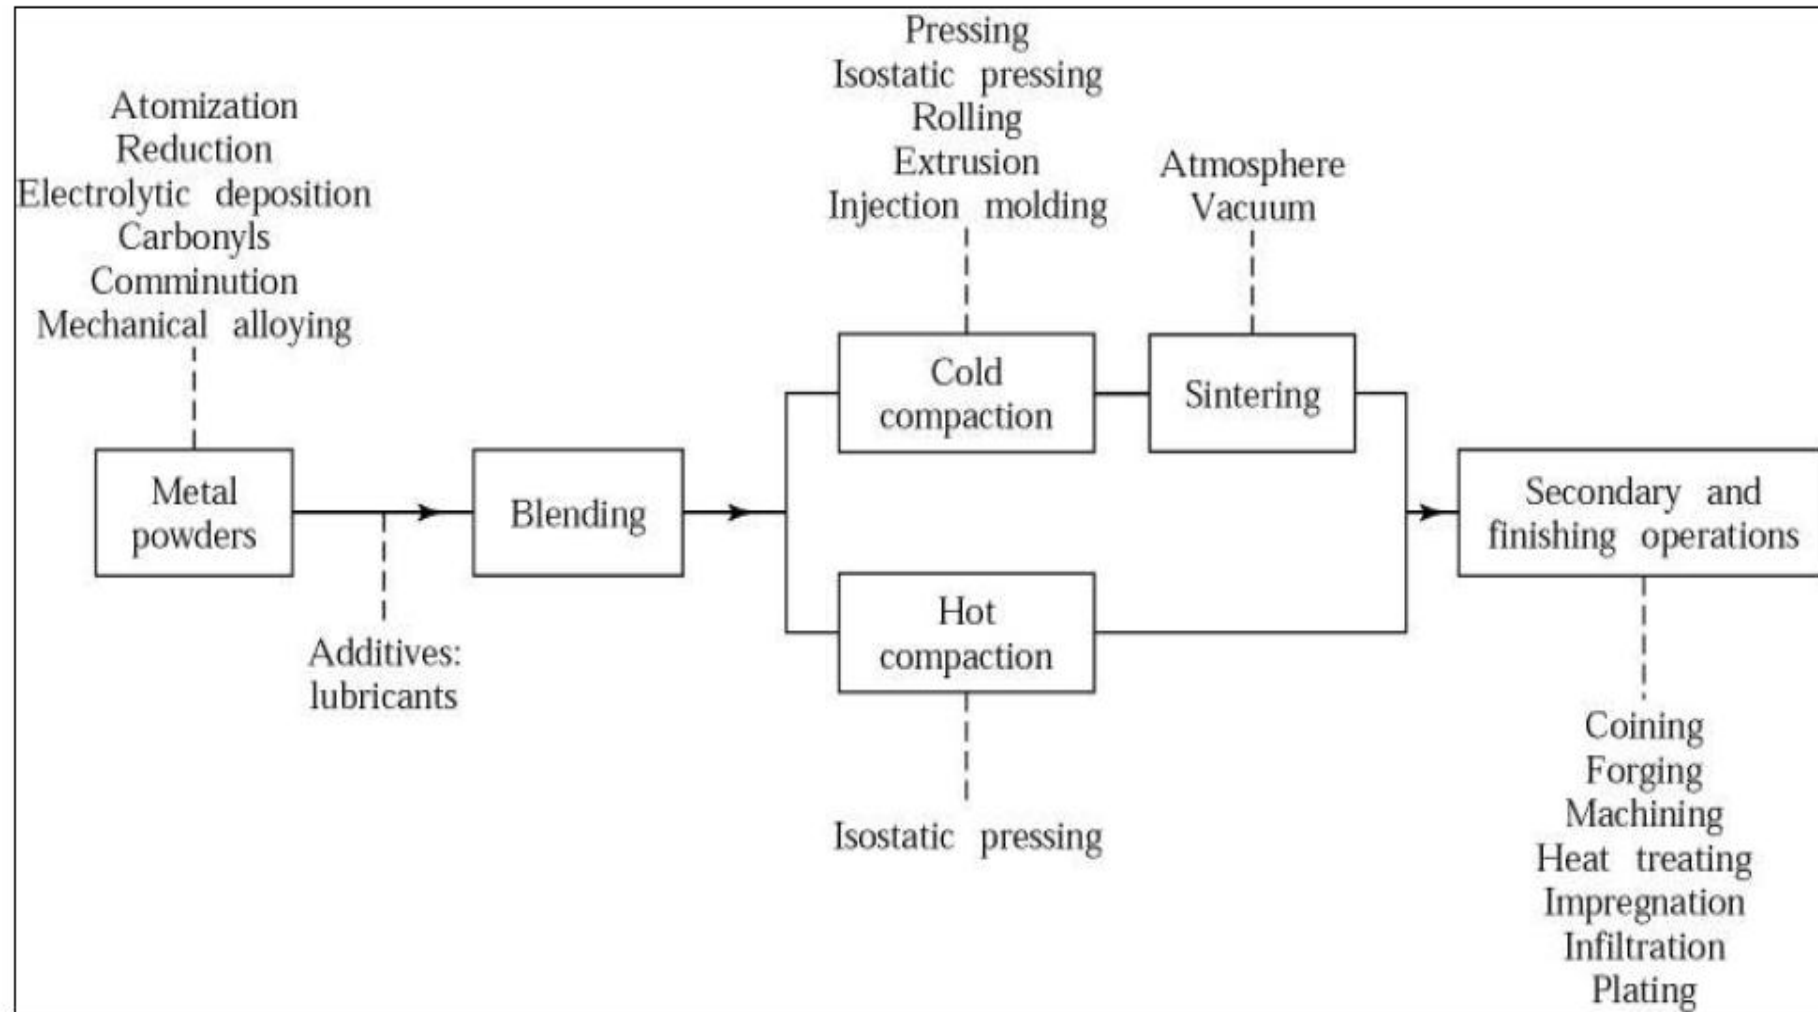 Atomization
Reduction
Electrolytic deposition
Carbonyls
Comminution
Mechanical alloying
Metal
powders
Additives:
lubricants
Blending
Pressing
Isostatic pressing
Rolling
Extrusion
Injection molding
Cold
compaction
Atmosphere
Vacuum
Sintering
Hot
compaction
Isostatic pressing
Secondary and
finishing operations
Coining
Forging
Machining
Heat treating
Impregnation
Infiltration
Plating